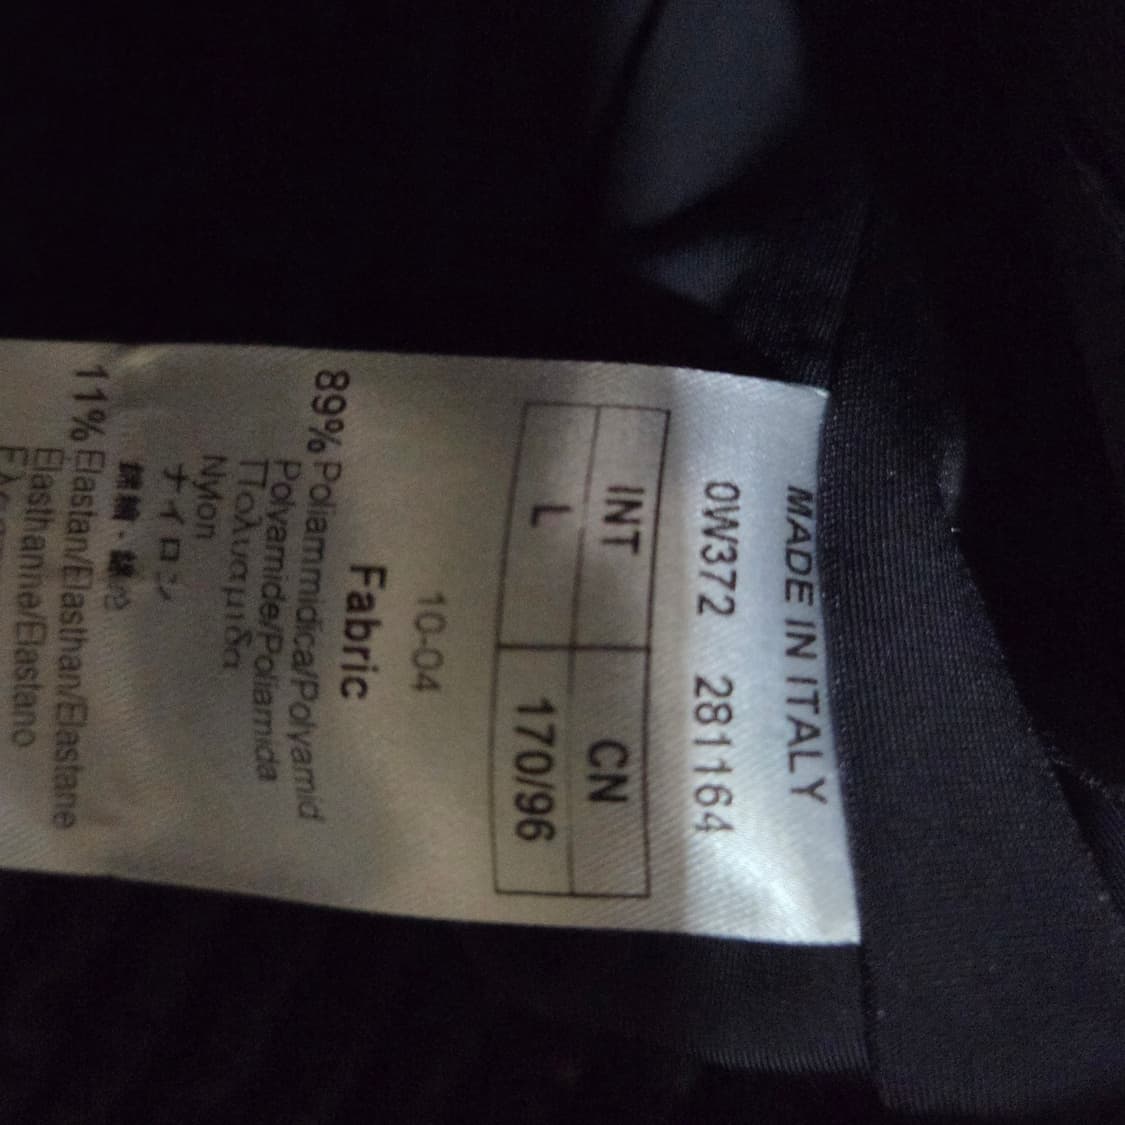 MADE IN ITALY
0W372 281164
INT CN
L 170/96
10-04
Fabric
89% Poliammidica/Polyamid
Polyamide/Poliamida
Πολυαμιδα
Nylon
ナイロン
11% Elastan/Elasthan/Elastane
Elasthanne/Elastano